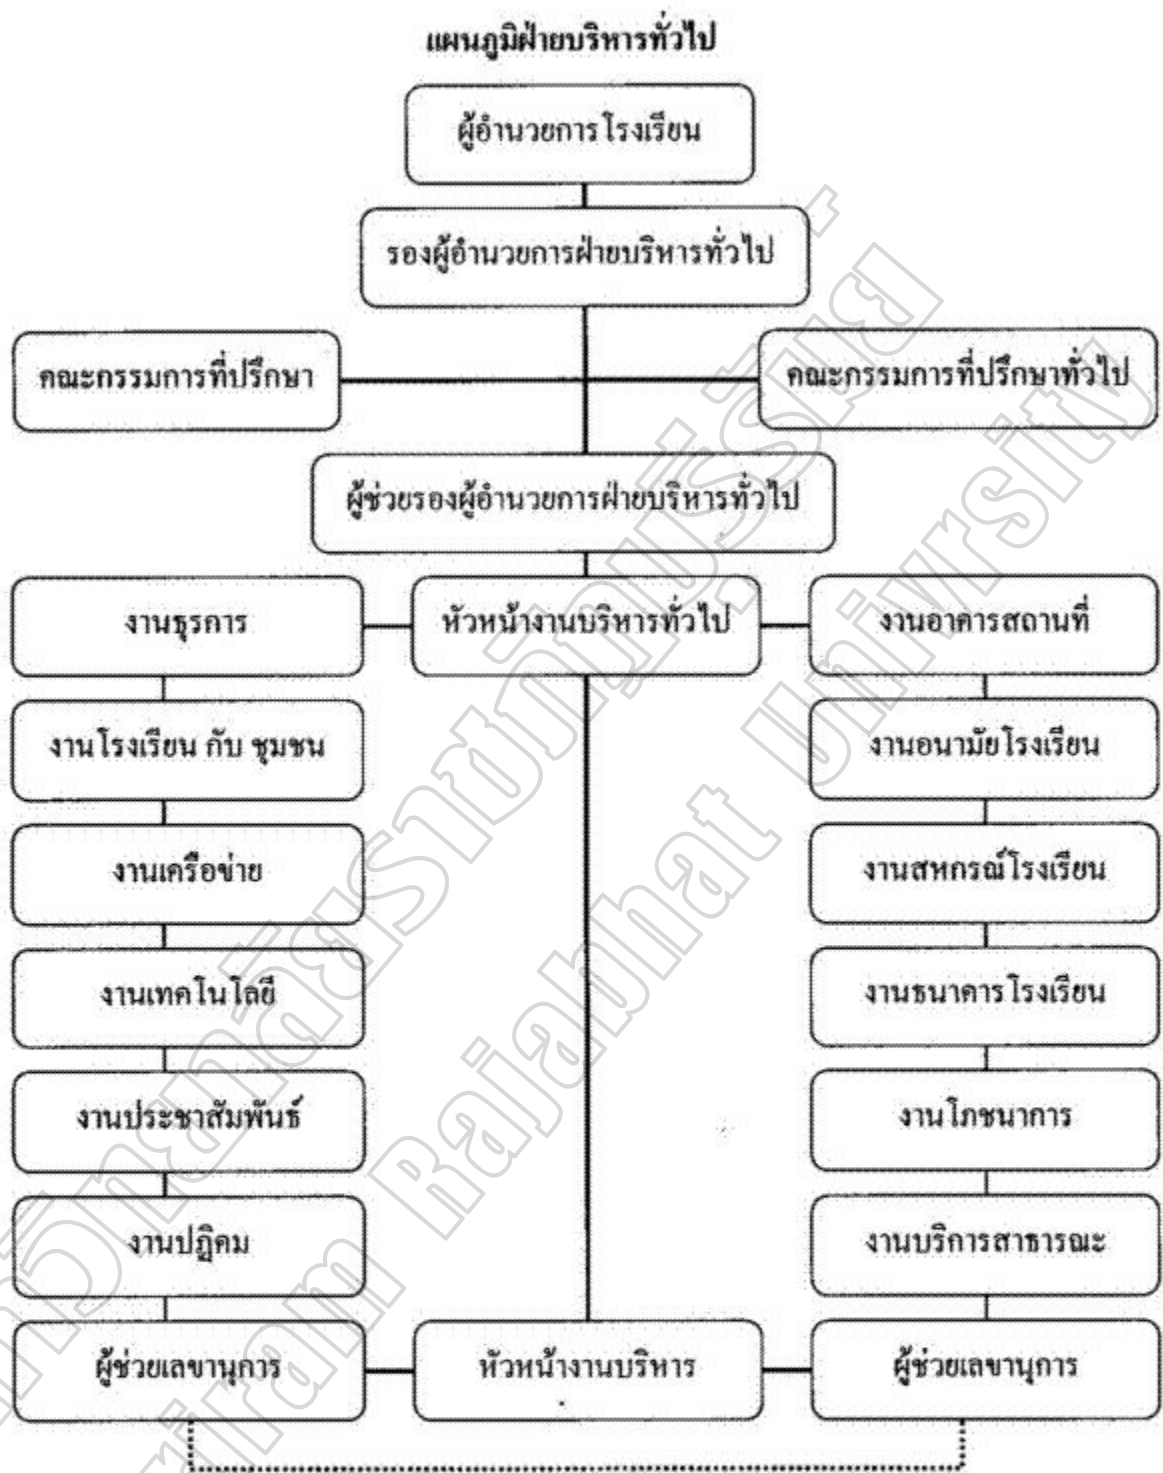 แผนภูมิฝ่ายบริหารทั่วไป
ผู้อำนวยการโรงเรียน
รองผู้อำนวยการฝ่ายบริหารทั่วไป
คณะกรรมการที่ปรึกษา
คณะกรรมการที่ปรึกษาทั่วไป
ผู้ช่วยรองผู้อำนวยการฝ่ายบริหารทั่วไป
งานธุรการ
หัวหน้างานบริหารทั่วไป
งานอาคารสถานที่
งานโรงเรียน กับ ชุมชน
งานอนามัยโรงเรียน
งานเครือข่าย
งานสหกรณ์โรงเรียน
งานเทคโนโลยี
งานธนาคารโรงเรียน
งานประชาสัมพันธ์
งานโภชนาการ
งานปฏิคม
งานบริการสาธารณะ
ผู้ช่วยเลขานุการ
หัวหน้างานบริหาร
ผู้ช่วยเลขานุการ
Rajabhat Univrsity